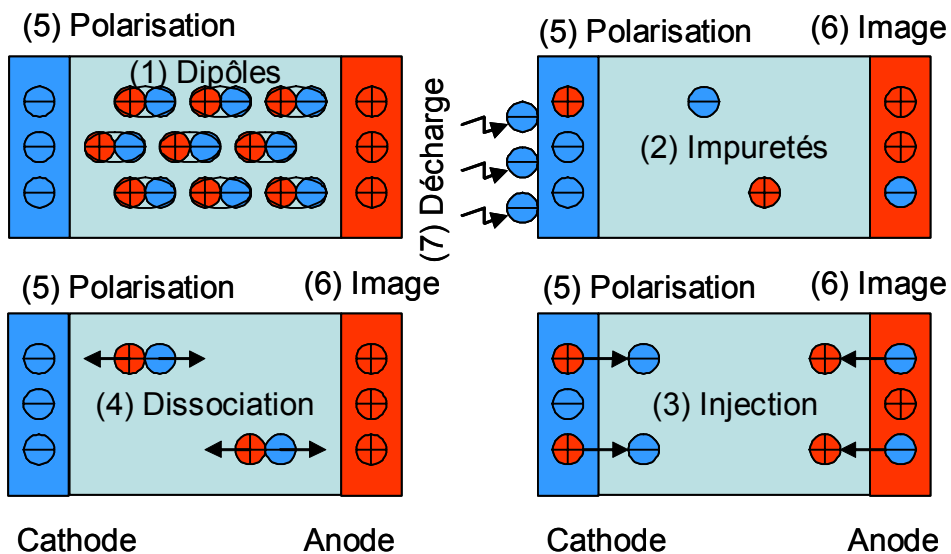 (5) Polarisation
(1) Dipôles
(5) Polarisation
(6) Image
(7) Décharge
(2) Impuretés
(5) Polarisation
(6) Image
(4) Dissociation
(5) Polarisation
(6) Image
(3) Injection
Cathode
Anode
Cathode
Anode